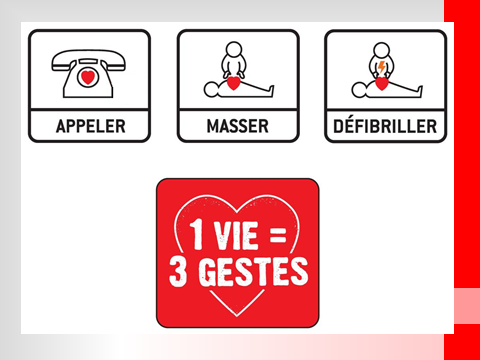 APPELER
MASSER
DÉFIBRILLER
1 VIE =
3 GESTES